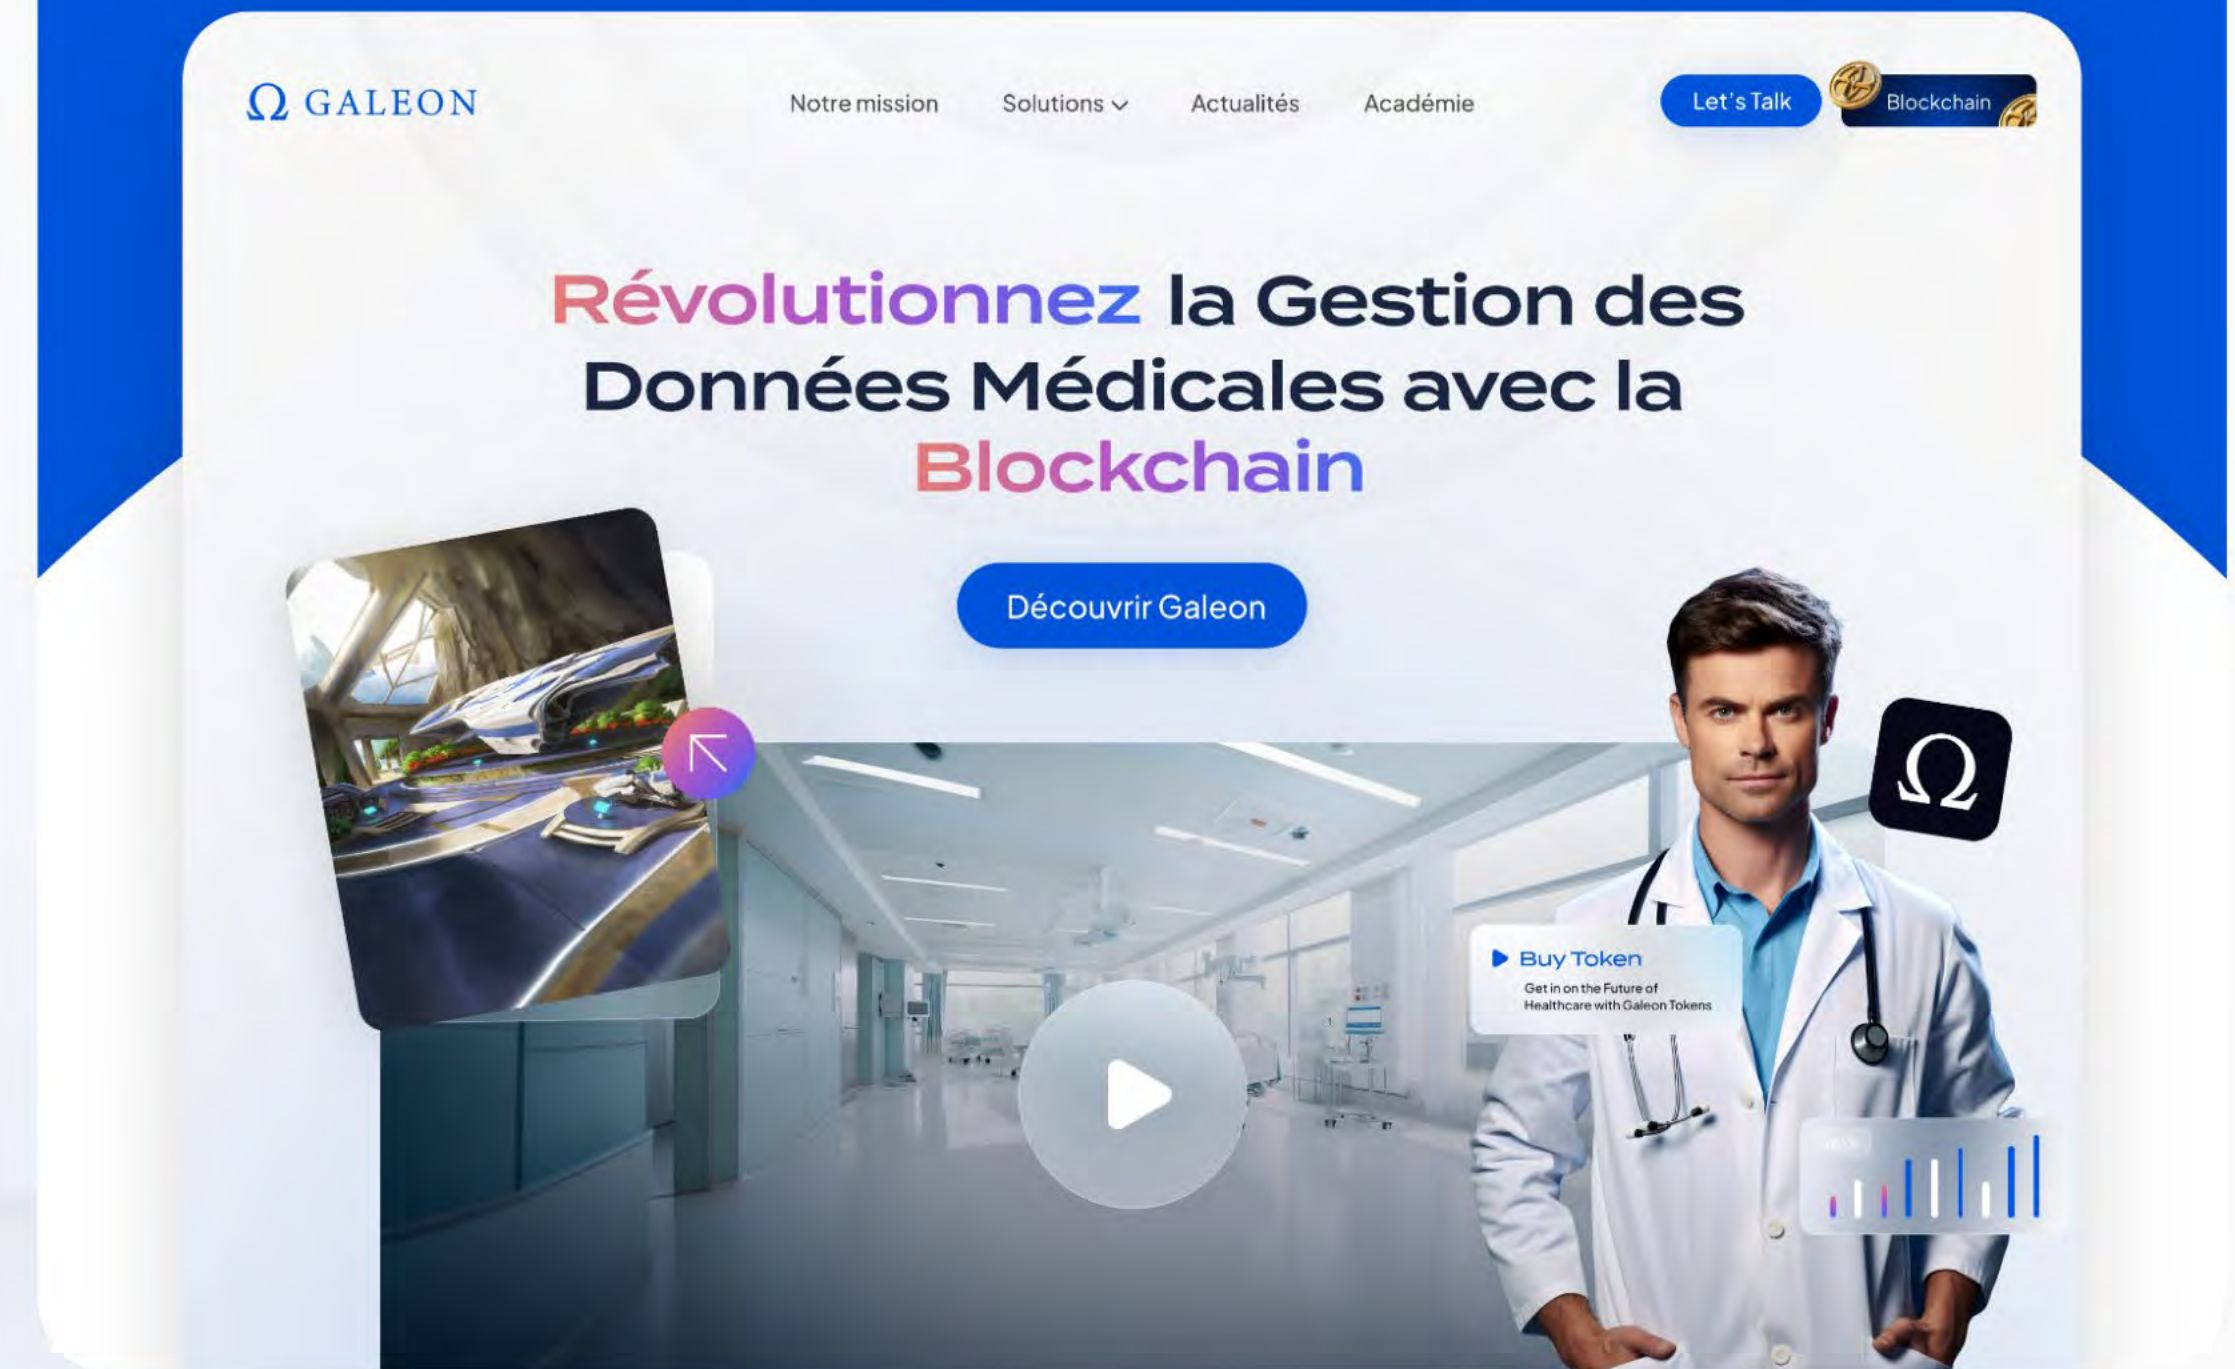 Ω GALEON
Notre mission
Solutions
Actualités
Académie
Let's Talk
Blockchain
Révolutionnez la Gestion des
Données Médicales avec la
Blockchain
Découvrir Galeon
Ω
Buy Token
Get in on the Future of
Healthcare with Galeon Tokens